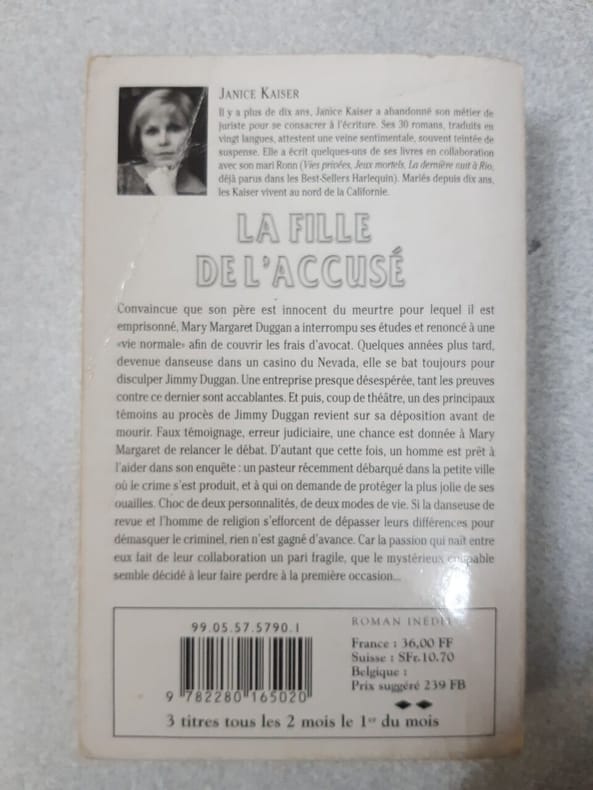 JANICE KAISER
Il y a plus de dix ans, Janice Kaiser a abandonné son métier de
juriste pour se consacrer à l'écriture. Ses 30 romans, traduits en
vingt langues, attestent une veine sentimentale, souvent teintée de
suspense. Elle a écrit quelques-uns de ses livres en collaboration
avec son mari Ronn (Vies privées, Jeux mortels, La dernière nuit à Rio,
déjà parus dans les Best-Sellers Harlequin). Mariés depuis dix ans,
les Kaiser vivent au nord de la Californie.
LA FILLE
DE L'ACCUSÉ
Convaincue que son père est innocent du meurtre pour lequel il est
emprisonné, Mary Margaret Duggan a interrompu ses études et renoncé à une
«vie normale» afin de couvrir les frais d'avocat. Quelques années plus tard,
devenue danseuse dans un casino du Nevada, elle se bat toujours pour
disculper Jimmy Duggan. Une entreprise presque désespérée, tant les preuves
contre ce dernier sont accablantes. Et puis, coup de théâtre, un des principaux
témoins au procès de Jimmy Duggan revient sur sa déposition avant de
mourir. Faux témoignage, erreur judiciaire, une chance est donnée à Mary
Margaret de relancer le débat. D'autant que cette fois, un homme est prêt à
l'aider dans son enquête : un pasteur récemment débarqué dans la petite ville
où le crime s'est produit, et à qui on demande de protéger la plus jolie de ses
ouailles. Choc de deux personnalités, de deux modes de vie. Si la danseuse de
revue et l'homme de religion s'efforcent de dépasser leurs différences pour
démasquer le criminel, rien n'est gagné d'avance. Car la passion qui naît entre
eux fait de leur collaboration un pari fragile, que le mystérieux coupable
semble décidé à leur faire perdre à la première occasion...
99.05.57.5790.1
ROMAN INÉDIT
France : 36,00 FF
Suisse : SFr.10.70
Belgique :
Prix suggéré 239 FB
9 782280 165020
3 titres tous les 2 mois le 1er du mois